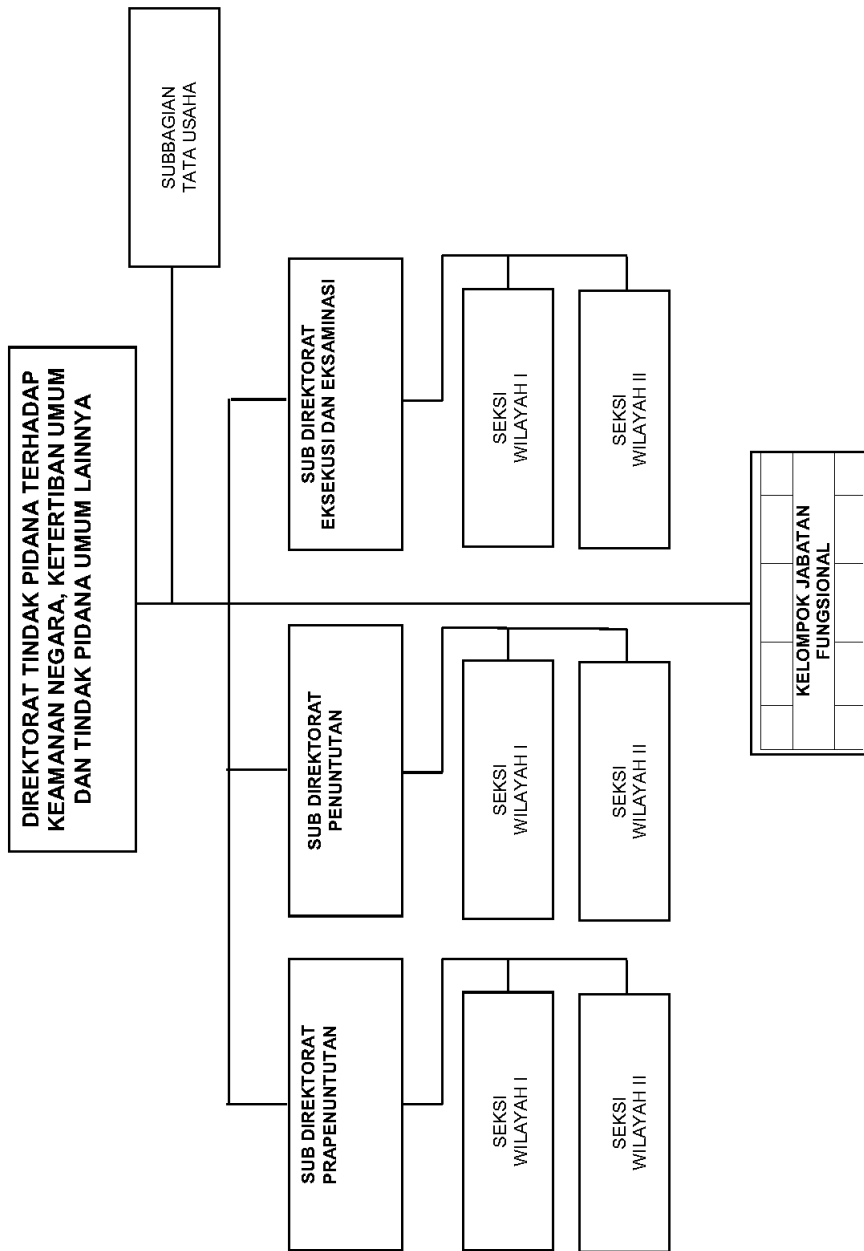 DIREKTORAT TINDAK PIDANA TERHADAP
KEAMANAN NEGARA, KETERTIBAN UMUM
DAN TINDAK PIDANA UMUM LAINNYA
SUBBAGIAN
TATA USAHA
SUB DIREKTORAT
PRAPENUNTUTAN
SEKSI
WILAYAH I
SEKSI
WILAYAH II
SUB DIREKTORAT
PENUNTUTAN
SEKSI
WILAYAH I
SEKSI
WILAYAH II
SUB DIREKTORAT
EKSEKUSI DAN EKSAMINASI
SEKSI
WILAYAH I
SEKSI
WILAYAH II
KELOMPOK JABATAN
FUNGSIONAL